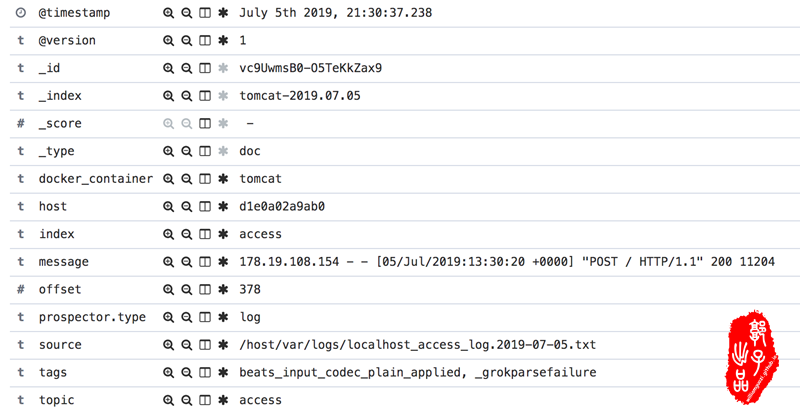 @timestamp July 5th 2019, 21:30:37.238
t @version 1
t _id vc9UwmsB0-O5TeKkZax9
t _index tomcat-2019.07.05
# _score -
t _type doc
t docker_container tomcat
t host d1e0a02a9ab0
t index access
t message 178.19.108.154 - - [05/Jul/2019:13:30:20 +0000] "POST / HTTP/1.1" 200 11204
# offset 378
t prospector.type log
t source /host/var/logs/localhost_access_log.2019-07-05.txt
t tags beats_input_codec_plain_applied, _grokparsefailure
t topic access